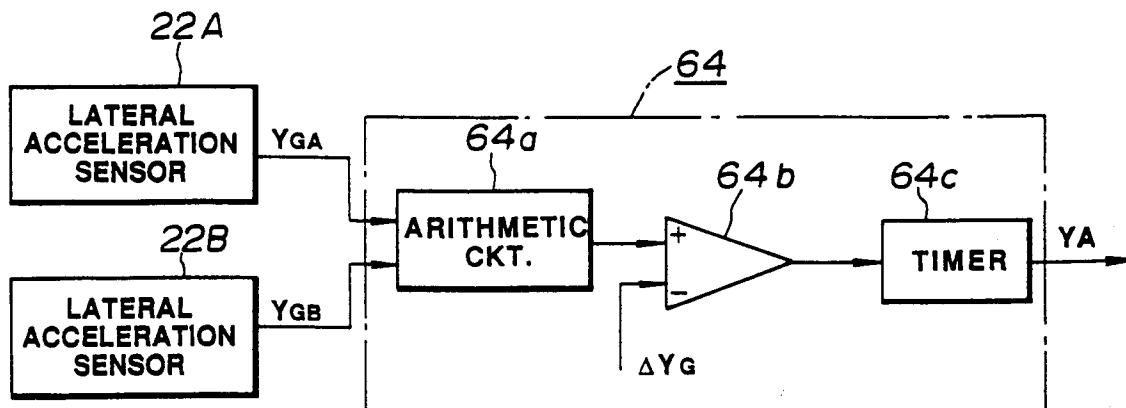 22A
LATERAL
ACCELERATION
SENSOR
YGA
22B
LATERAL
ACCELERATION
SENSOR
YGB
64
64a
ARITHMETIC
CKT.
64b
+
−
ΔYG
64c
TIMER
YA